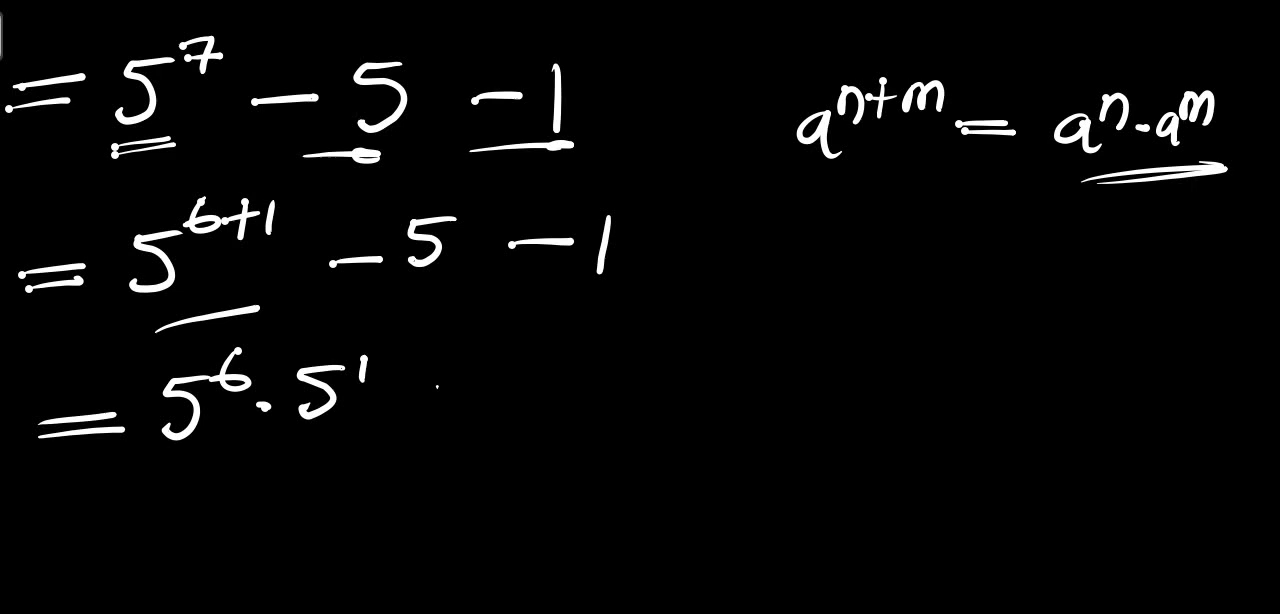 = 5^7 - 5 - 1
a^{n+m} = a^n . a^m
= 5^{6+1} - 5 - 1
= 5^6 . 5^1